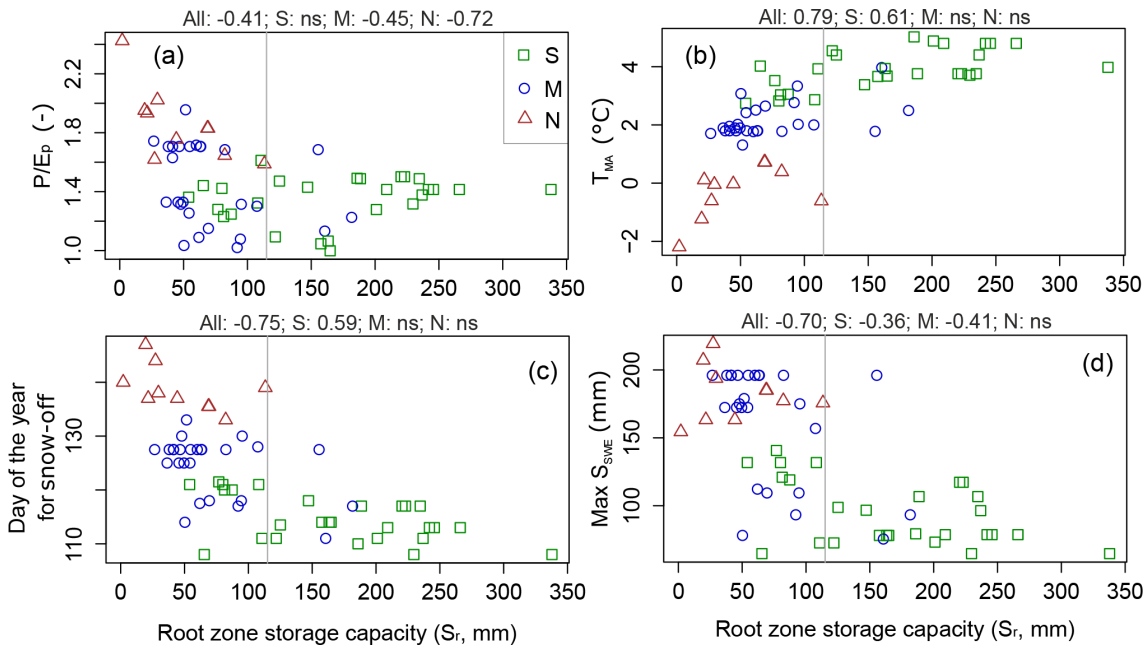 All: -0.41; S: ns; M: -0.45; N: -0.72
All: 0.79; S: 0.61; M: ns; N: ns
(a)
S
M
N
P/Ep (-)
1.0 1.4 1.8 2.2
0 50 100 150 200 250 300 350
(b)
TMA (°C)
−2 0 2 4
0 50 100 150 200 250 300 350
All: -0.75; S: 0.59; M: ns; N: ns
All: -0.70; S: -0.36; M: -0.41; N: ns
(c)
Day of the year
for snow-off
110 130
0 50 100 150 200 250 300 350
Root zone storage capacity (Sr, mm)
(d)
Max SSWE (mm)
100 150 200
0 50 100 150 200 250 300 350
Root zone storage capacity (Sr, mm)